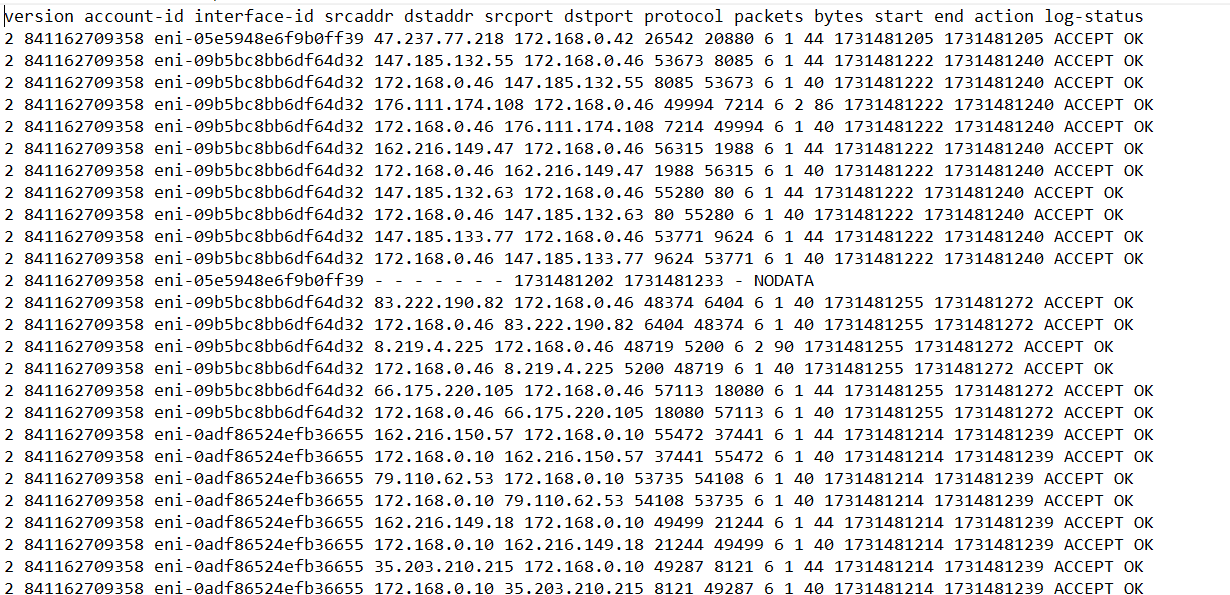 version account-id interface-id srcaddr dstaddr srcport dstport protocol packets bytes start end action log-status
2 841162709358 eni-05e5948e6f9b0ff39 47.237.77.218 172.168.0.42 26542 20880 6 1 44 1731481205 1731481205 ACCEPT OK
2 841162709358 eni-09b5bc8bb6df64d32 147.185.132.55 172.168.0.46 53673 8085 6 1 44 1731481222 1731481240 ACCEPT OK
2 841162709358 eni-09b5bc8bb6df64d32 172.168.0.46 147.185.132.55 8085 53673 6 1 40 1731481222 1731481240 ACCEPT OK
2 841162709358 eni-09b5bc8bb6df64d32 176.111.174.108 172.168.0.46 49994 7214 6 2 86 1731481222 1731481240 ACCEPT OK
2 841162709358 eni-09b5bc8bb6df64d32 172.168.0.46 176.111.174.108 7214 49994 6 1 40 1731481222 1731481240 ACCEPT OK
2 841162709358 eni-09b5bc8bb6df64d32 162.216.149.47 172.168.0.46 56315 1988 6 1 44 1731481222 1731481240 ACCEPT OK
2 841162709358 eni-09b5bc8bb6df64d32 172.168.0.46 162.216.149.47 1988 56315 6 1 40 1731481222 1731481240 ACCEPT OK
2 841162709358 eni-09b5bc8bb6df64d32 147.185.132.63 172.168.0.46 55280 80 6 1 44 1731481222 1731481240 ACCEPT OK
2 841162709358 eni-09b5bc8bb6df64d32 172.168.0.46 147.185.132.63 80 55280 6 1 40 1731481222 1731481240 ACCEPT OK
2 841162709358 eni-09b5bc8bb6df64d32 147.185.133.77 172.168.0.46 53771 9624 6 1 44 1731481222 1731481240 ACCEPT OK
2 841162709358 eni-09b5bc8bb6df64d32 172.168.0.46 147.185.133.77 9624 53771 6 1 40 1731481222 1731481240 ACCEPT OK
2 841162709358 eni-05e5948e6f9b0ff39 - - - - - - - 1731481202 1731481233 - NODATA
2 841162709358 eni-09b5bc8bb6df64d32 83.222.190.82 172.168.0.46 48374 6404 6 1 40 1731481255 1731481272 ACCEPT OK
2 841162709358 eni-09b5bc8bb6df64d32 172.168.0.46 83.222.190.82 6404 48374 6 1 40 1731481255 1731481272 ACCEPT OK
2 841162709358 eni-09b5bc8bb6df64d32 8.219.4.225 172.168.0.46 48719 5200 6 2 90 1731481255 1731481272 ACCEPT OK
2 841162709358 eni-09b5bc8bb6df64d32 172.168.0.46 8.219.4.225 5200 48719 6 1 40 1731481255 1731481272 ACCEPT OK
2 841162709358 eni-09b5bc8bb6df64d32 66.175.220.105 172.168.0.46 57113 18080 6 1 44 1731481255 1731481272 ACCEPT OK
2 841162709358 eni-09b5bc8bb6df64d32 172.168.0.46 66.175.220.105 18080 57113 6 1 40 1731481255 1731481272 ACCEPT OK
2 841162709358 eni-0adf86524efb36655 162.216.150.57 172.168.0.10 55472 37441 6 1 44 1731481214 1731481239 ACCEPT OK
2 841162709358 eni-0adf86524efb36655 172.168.0.10 162.216.150.57 37441 55472 6 1 40 1731481214 1731481239 ACCEPT OK
2 841162709358 eni-0adf86524efb36655 79.110.62.53 172.168.0.10 53735 54108 6 1 40 1731481214 1731481239 ACCEPT OK
2 841162709358 eni-0adf86524efb36655 172.168.0.10 79.110.62.53 54108 53735 6 1 40 1731481214 1731481239 ACCEPT OK
2 841162709358 eni-0adf86524efb36655 162.216.149.18 172.168.0.10 49499 21244 6 1 44 1731481214 1731481239 ACCEPT OK
2 841162709358 eni-0adf86524efb36655 172.168.0.10 162.216.149.18 21244 49499 6 1 40 1731481214 1731481239 ACCEPT OK
2 841162709358 eni-0adf86524efb36655 35.203.210.215 172.168.0.10 49287 8121 6 1 44 1731481214 1731481239 ACCEPT OK
2 841162709358 eni-0adf86524efb36655 172.168.0.10 35.203.210.215 8121 49287 6 1 40 1731481214 1731481239 ACCEPT OK